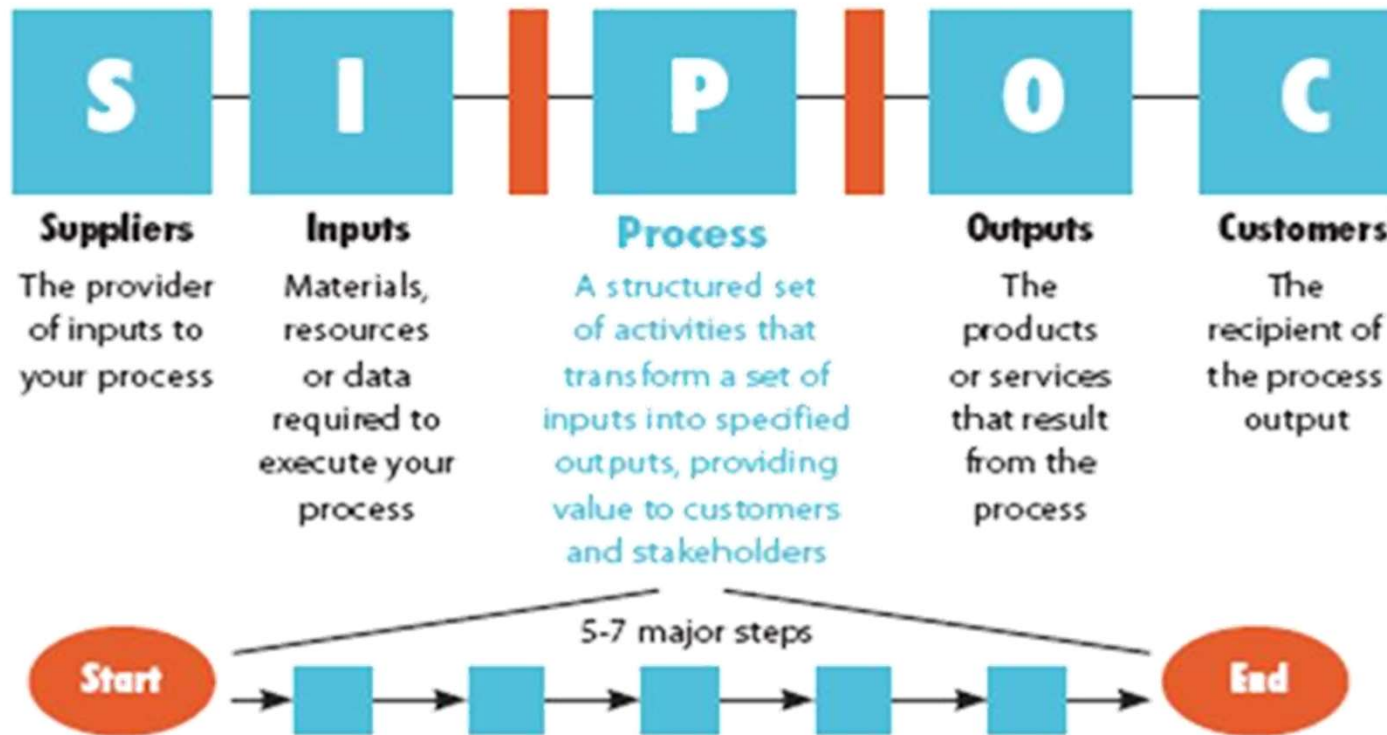 S I P O C
Suppliers
The provider
of inputs to
your process
Inputs
Materials,
resources
or data
required to
execute your
process
Process
A structured set
of activities that
transform a set of
inputs into specified
outputs, providing
value to customers
and stakeholders
Outputs
The
products
or services
that result
from the
process
Customers
The
recipient of
the process
output
5-7 major steps
Start
End